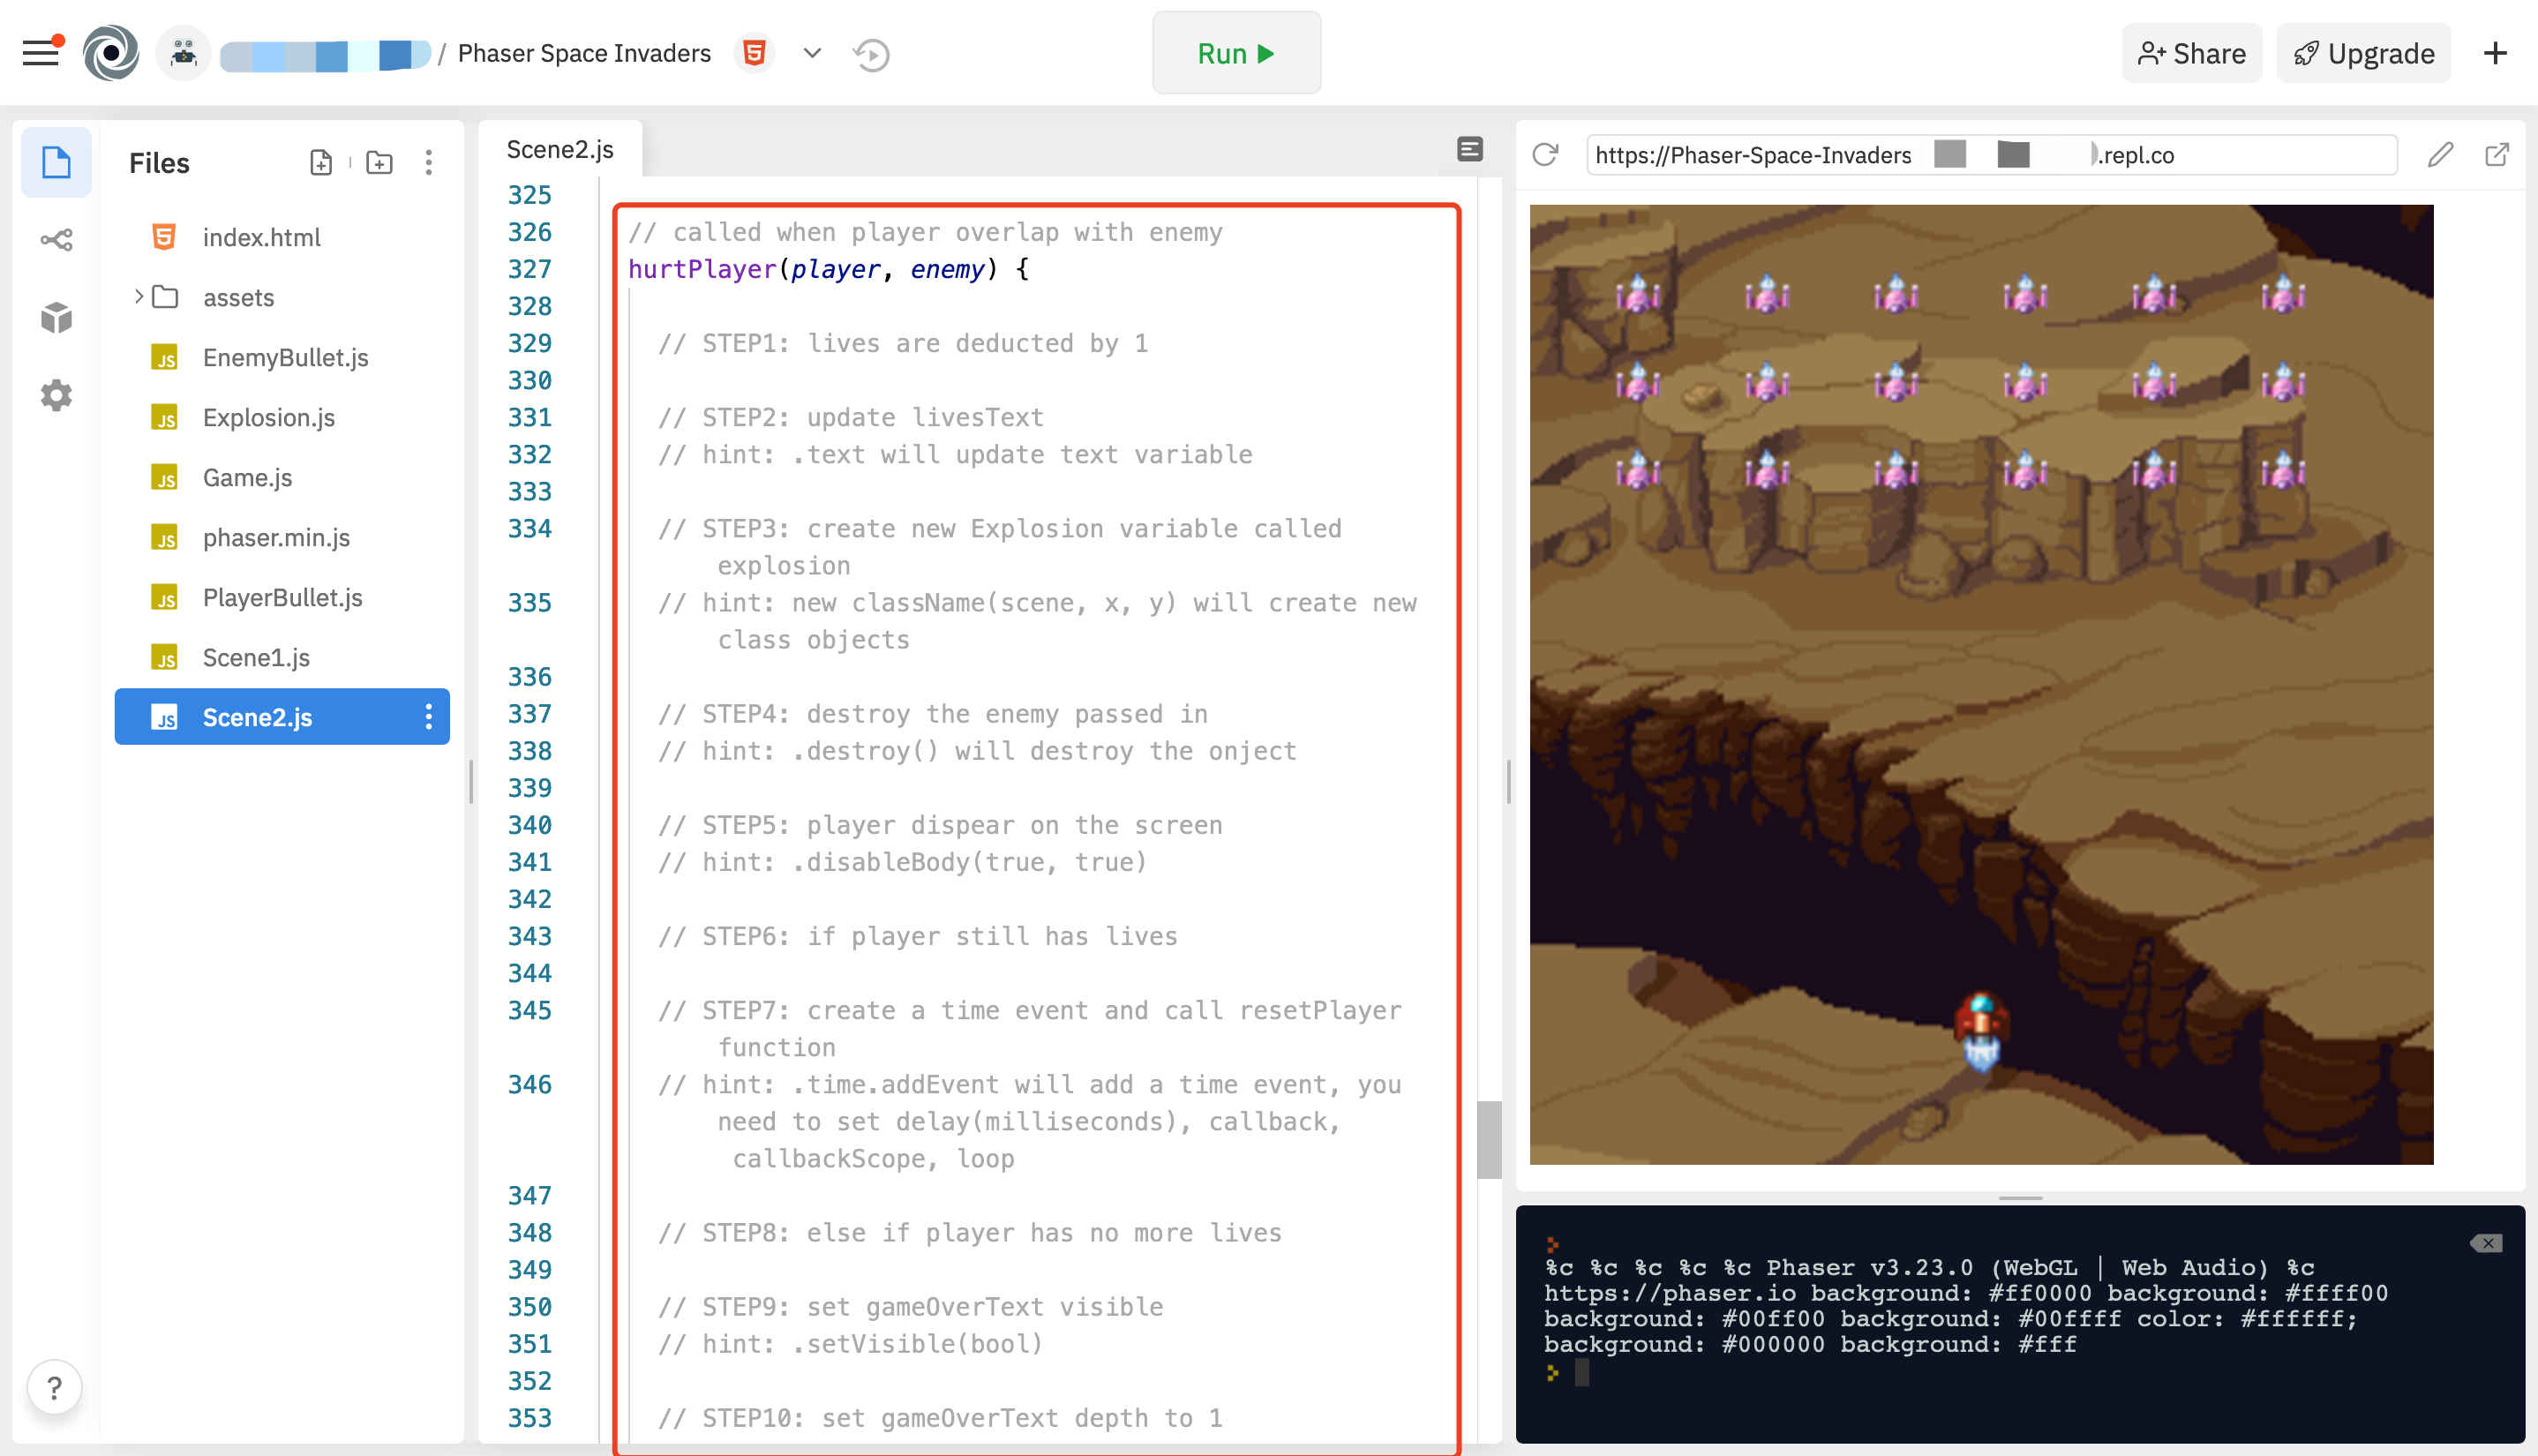 / Phaser Space Invaders
Run
Share
Upgrade
Files
index.html
assets
EnemyBullet.js
Explosion.js
Game.js
phaser.min.js
PlayerBullet.js
Scene1.js
Scene2.js
?
Scene2.js
325
326 // called when player overlap with enemy
327 hurtPlayer(player, enemy) {
328
329 // STEP1: lives are deducted by 1
330
331 // STEP2: update livesText
332 // hint: .text will update text variable
333
334 // STEP3: create new Explosion variable called
explosion
335 // hint: new className(scene, x, y) will create new
class objects
336
337 // STEP4: destroy the enemy passed in
338 // hint: .destroy() will destroy the onject
339
340 // STEP5: player dispear on the screen
341 // hint: .disableBody(true, true)
342
343 // STEP6: if player still has lives
344
345 // STEP7: create a time event and call resetPlayer
function
346 // hint: .time.addEvent will add a time event, you
need to set delay(milliseconds), callback,
callbackScope, loop
347
348 // STEP8: else if player has no more lives
349
350 // STEP9: set gameOverText visible
351 // hint: .setVisible(bool)
352
353 // STEP10: set gameOverText depth to 1
https://Phaser-Space-Invaders .repl.co
%c %c %c %c %c Phaser v3.23.0 (WebGL | Web Audio) %c
https://phaser.io background: #ff0000 background: #ffff00
background: #00ff00 background: #00ffff color: #ffffff;
background: #000000 background: #fff